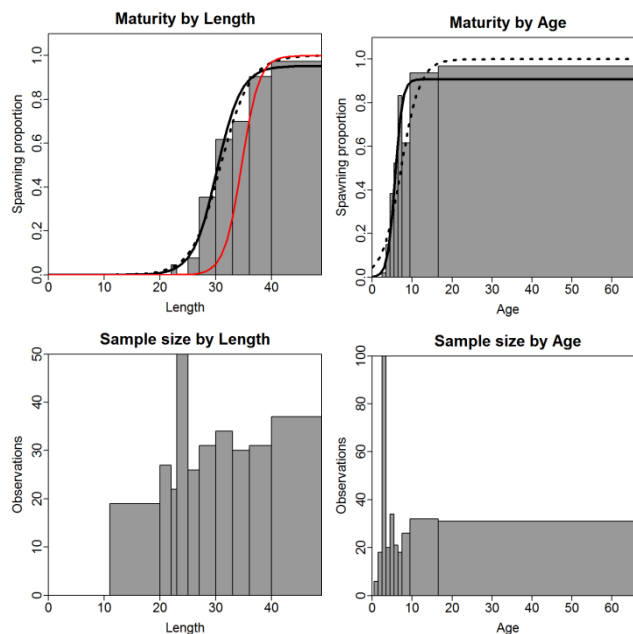 Maturity by Length
Spawning proportion
0.0 0.2 0.4 0.6 0.8 1.0
0 10 20 30 40
Length
Maturity by Age
Spawning proportion
0.0 0.2 0.4 0.6 0.8 1.0
0 10 20 30 40 50 60
Age
Sample size by Length
Observations
0 10 20 30 40 50
0 10 20 30 40
Length
Sample size by Age
Observations
0 20 40 60 80 100
0 10 20 30 40 50 60
Age